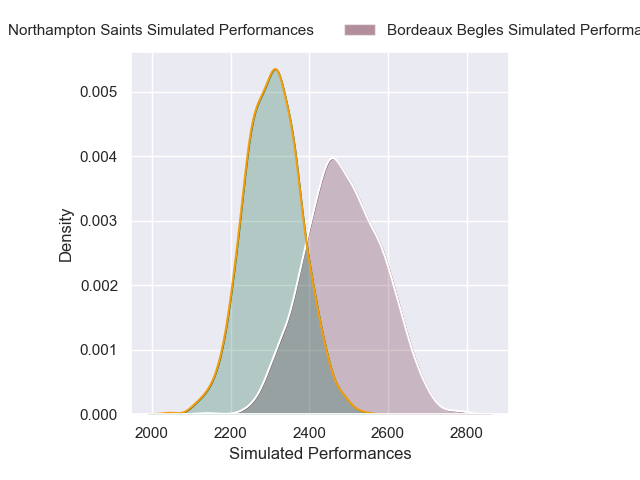 Northampton Saints Simulated Performances
Bordeaux Begles Simulated Performa
0.005
0.004
0.003
0.002
0.001
0.000
Density
2000 2200 2400 2600 2800
Simulated Performances